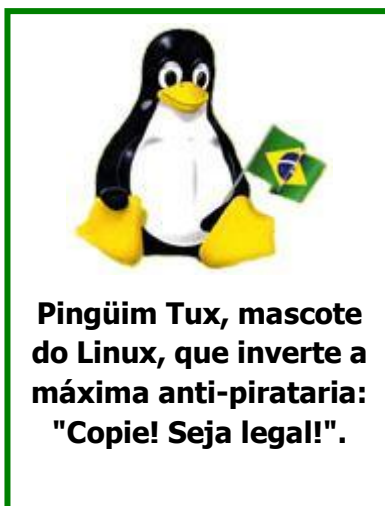 Pingüim Tux, mascote
do Linux, que inverte a
máxima anti-pirataria:
"Copie! Seja legal!".